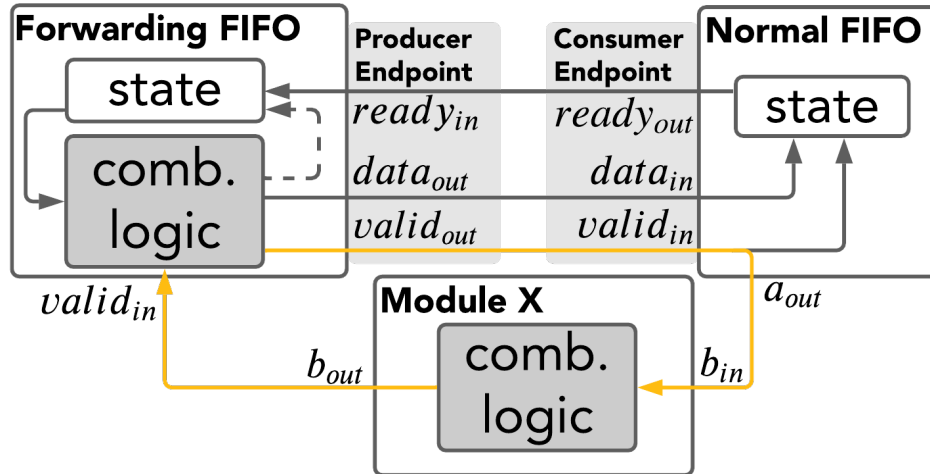 Forwarding FIFO
state
comb.
logic
Producer
Endpoint
ready_in
data_out
valid_out
Consumer
Endpoint
ready_out
data_in
valid_in
Normal FIFO
state
valid_in
a_out
Module X
comb.
logic
b_out
b_in